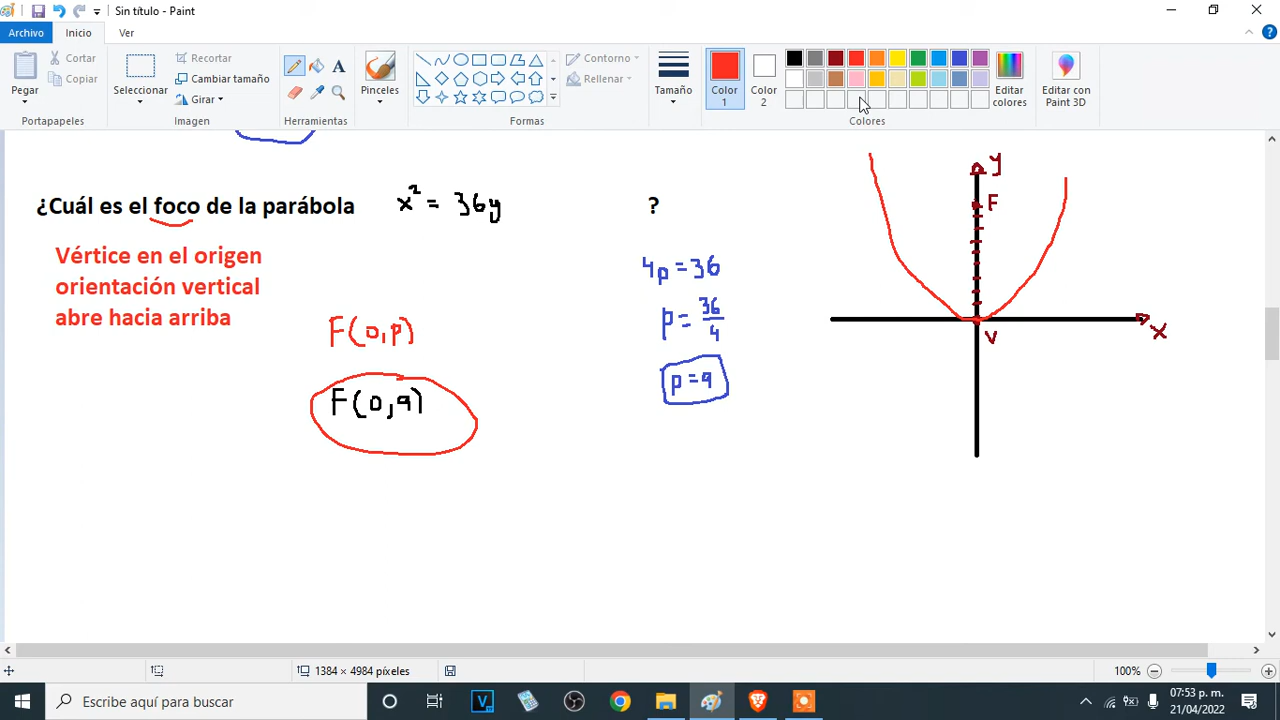 Sin título - Paint
Archivo Inicio Ver
Pegar
Cortar
Copiar
Portapapeles
Seleccionar
Recortar
Cambiar tamaño
Girar
Imagen
A
Herramientas
Pinceles
Contorno
Rellenar
Formas
Tamaño
Color 1
Color 2
Colores
Editar colores
Editar con Paint 3D
¿Cuál es el foco de la parábola x² = 36y ?
Vértice en el origen
orientación vertical
abre hacia arriba
F(0,p)
F(0,9)
4p = 36
p = 36/4
p = 9
y
F
V
x
1384 × 4984 píxeles
100%
Escribe aquí para buscar
07:53 p. m.
21/04/2022